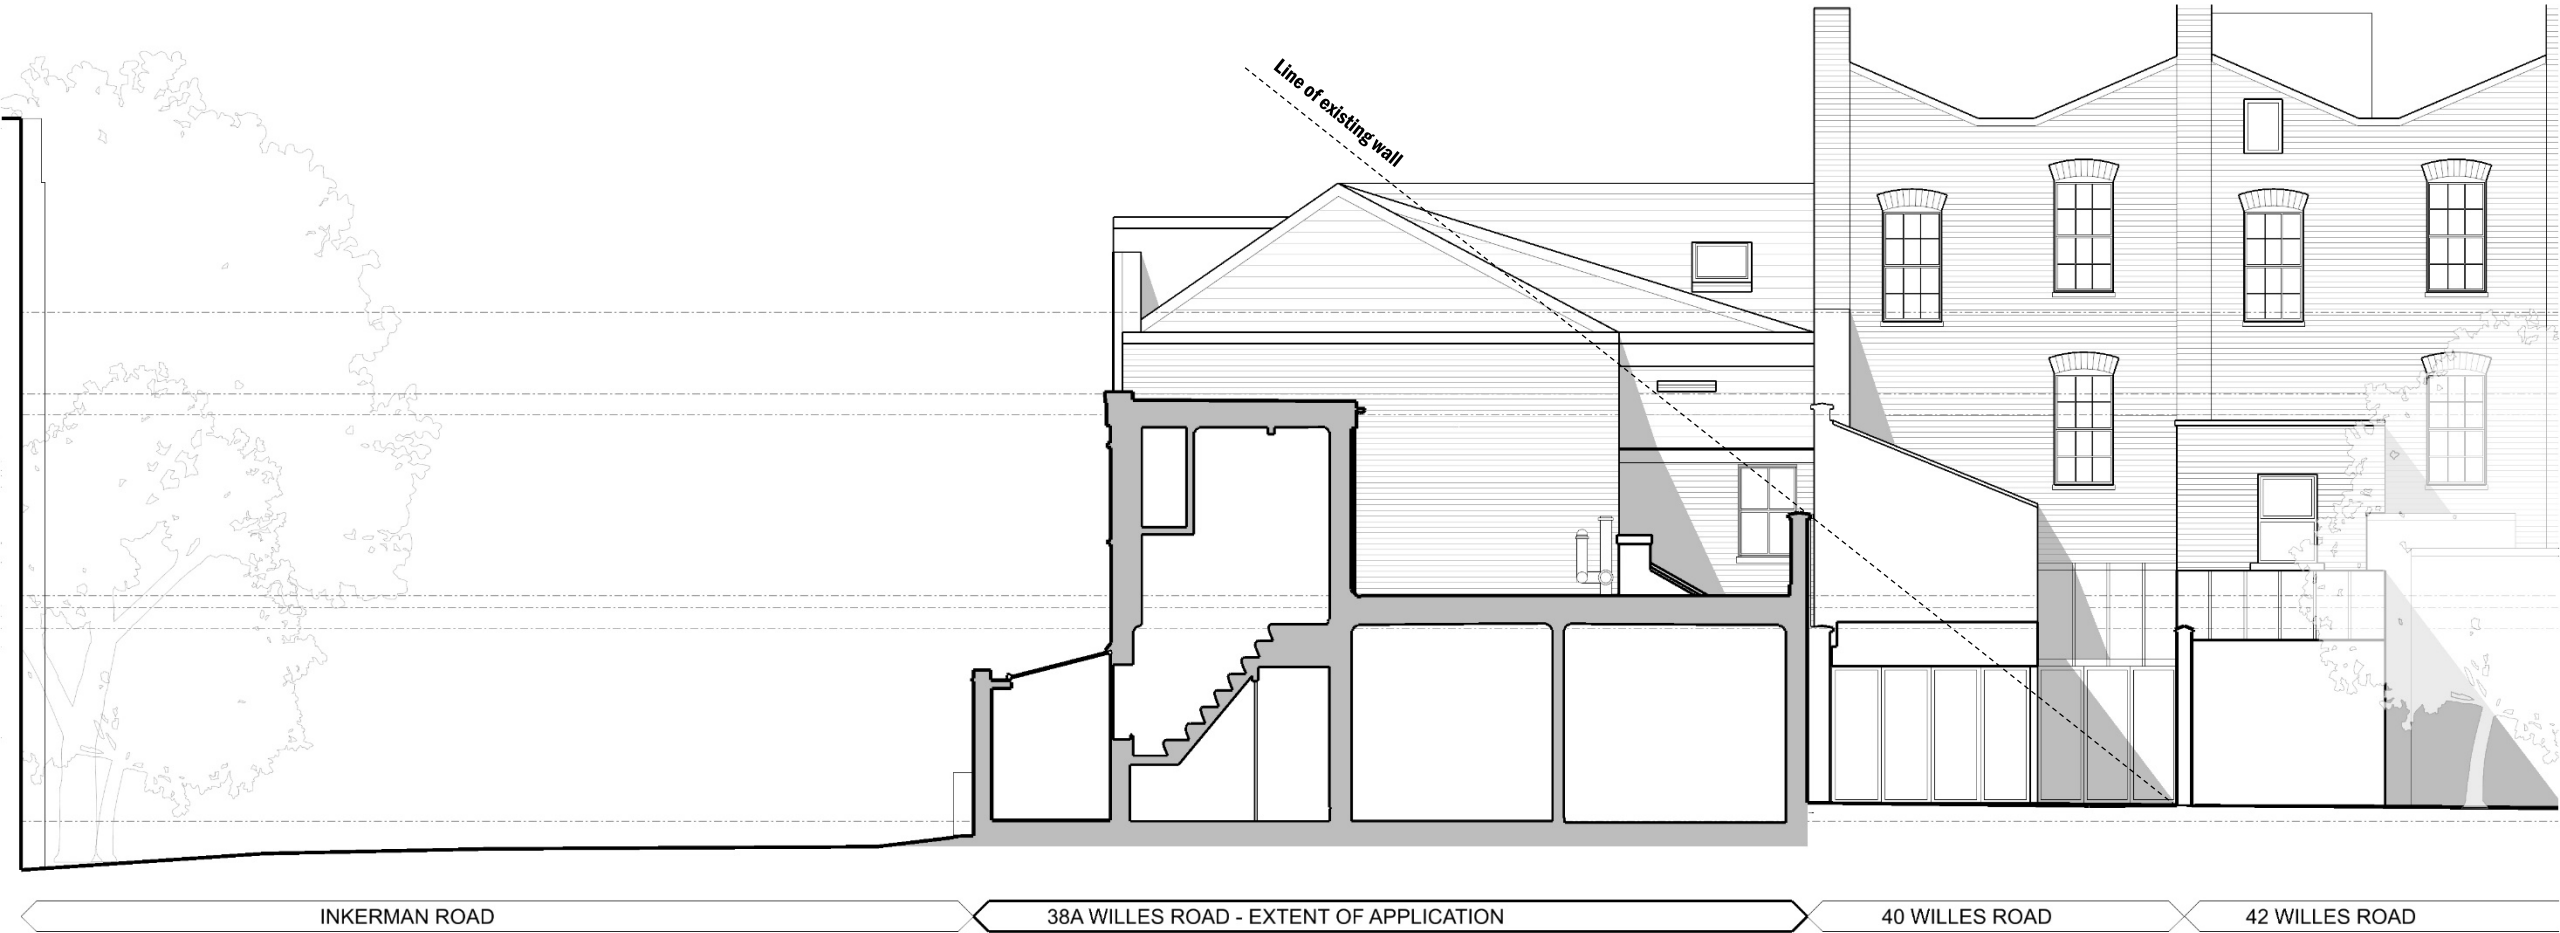 Line of existing wall
INKERMAN ROAD
38A WILLES ROAD - EXTENT OF APPLICATION
40 WILLES ROAD
42 WILLES ROAD